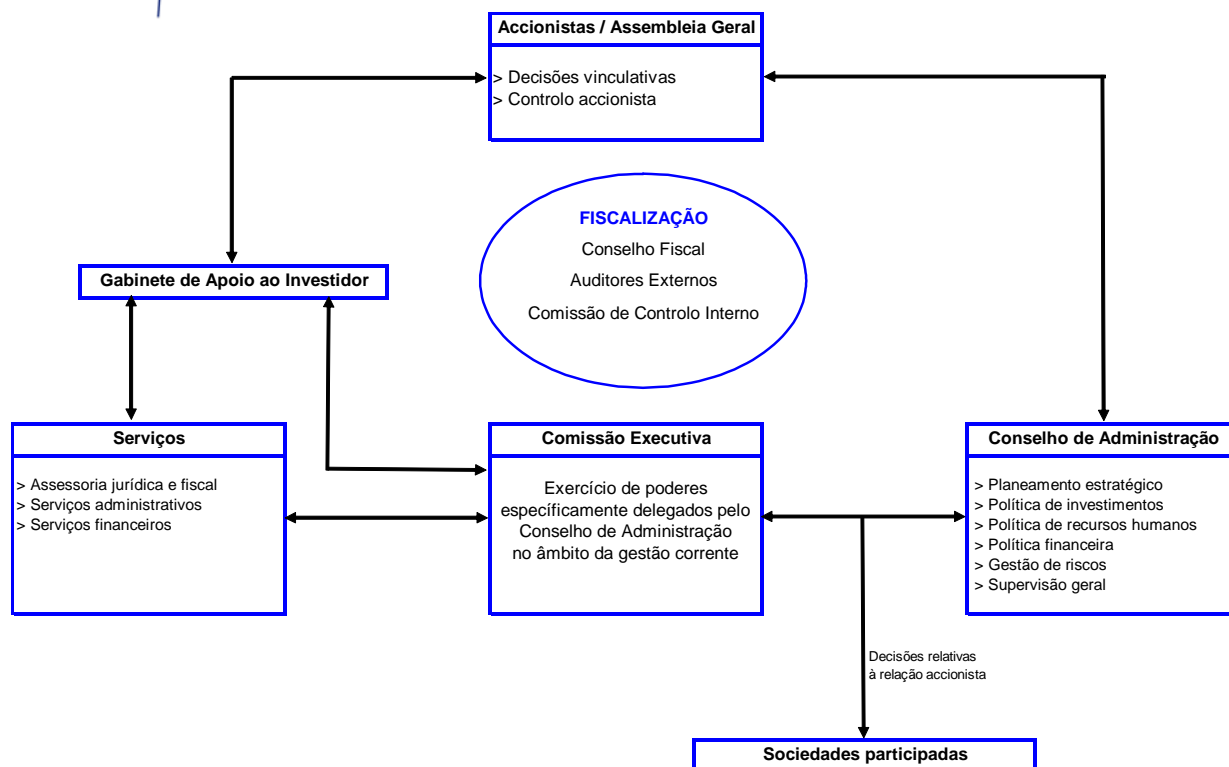 Accionistas / Assembleia Geral
> Decisões vinculativas
> Controlo accionista
FISCALIZAÇÃO
Conselho Fiscal
Auditores Externos
Comissão de Controlo Interno
Gabinete de Apoio ao Investidor
Serviços
> Assessoria jurídica e fiscal
> Serviços administrativos
> Serviços financeiros
Comissão Executiva
Exercício de poderes
específicamente delegados pelo
Conselho de Administração
no âmbito da gestão corrente
Conselho de Administração
> Planeamento estratégico
> Política de investimentos
> Política de recursos humanos
> Política financeira
> Gestão de riscos
> Supervisão geral
Decisões relativas
à relação accionista
Sociedades participadas